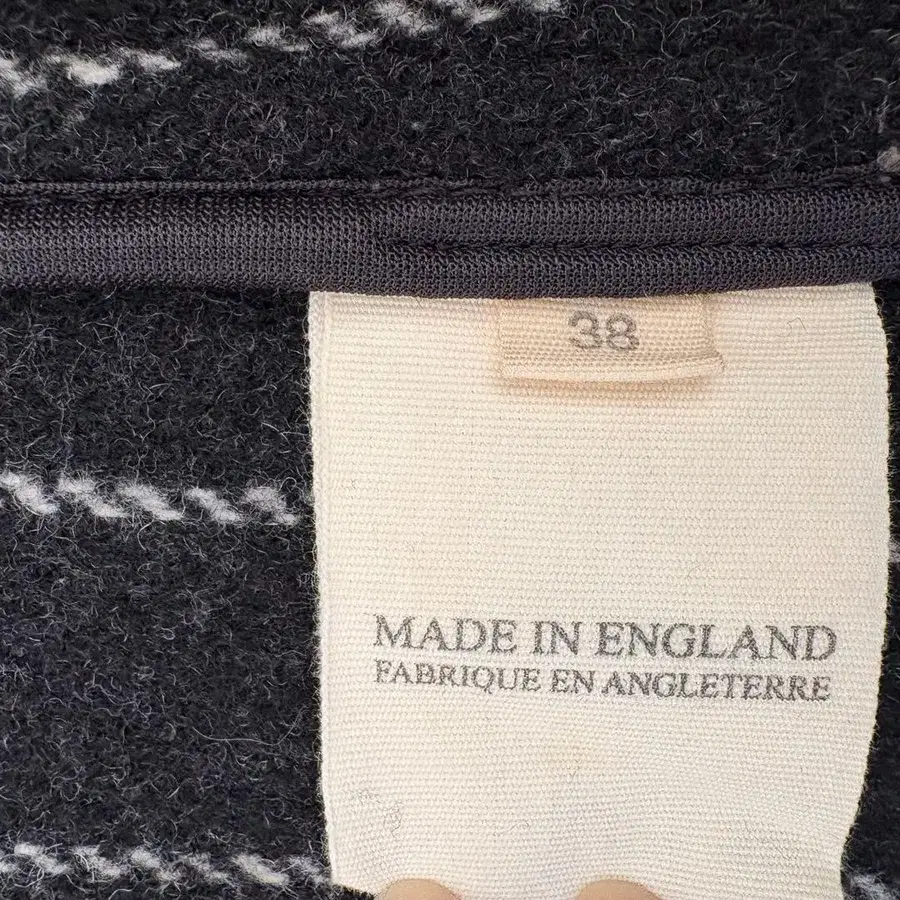 38
MADE IN ENGLAND
FABRIQUE EN ANGLETERRE